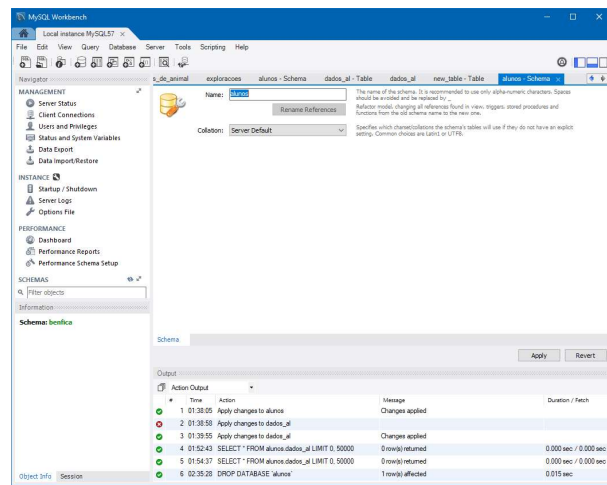 MySQL Workbench
Local instance MySQL57 ×
File Edit View Query Database Server Tools Scripting Help
Navigator
s_de_animal exploracoes alunos - Schema dados_al - Table dados_al new_table - Table alunos - Schema ×
MANAGEMENT
Server Status
Client Connections
Users and Privileges
Status and System Variables
Data Export
Data Import/Restore
INSTANCE
Startup / Shutdown
Server Logs
Options File
PERFORMANCE
Dashboard
Performance Reports
Performance Schema Setup
SCHEMAS
Filter objects
Information
Schema: benfica
Object Info Session
Name: alunos
The name of the schema. It is recommended to use only alpha-numeric characters. Spaces
should be avoided and be replaced by _
Rename References
Refactor model, changing all references found in view, triggers, stored procedures and
functions from the old schema name to the new one.
Collation: Server Default
Specifies which charset/collations the schema's tables will use if they do not have an explicit
setting. Common choices are Latin1 or UTF8.
Schema
Apply Revert
Output
Action Output
# Time Action Message Duration / Fetch
1 01:38:05 Apply changes to alunos Changes applied
2 01:38:58 Apply changes to dados_al
3 01:39:55 Apply changes to dados_al Changes applied
4 01:52:43 SELECT * FROM alunos.dados_al LIMIT 0, 50000 0 row(s) returned 0.000 sec / 0.000 sec
5 01:54:37 SELECT * FROM alunos.dados_al LIMIT 0, 50000 0 row(s) returned 0.000 sec / 0.000 sec
6 02:35:28 DROP DATABASE `alunos` 1 row(s) affected 0.015 sec